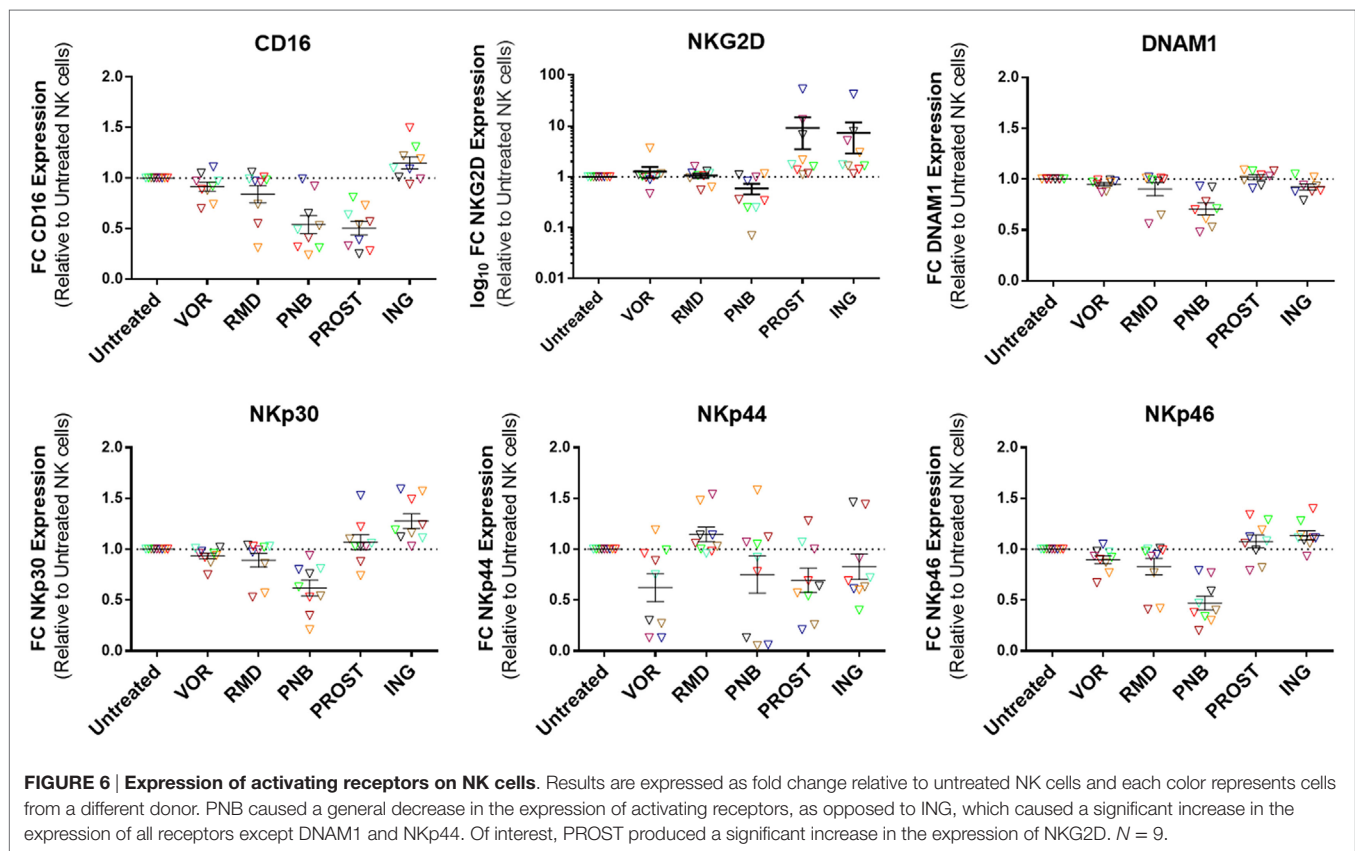 CD16
FC CD16 Expression
(Relative to Untreated NK cells)
2.0
1.5
1.0
0.5
0.0
Untreated
VOR
RMD
PNB
PROST
ING
NKG2D
log10 FC NKG2D Expression
(Relative to Untreated NK cells)
100
10
1
0.1
0.01
Untreated
VOR
RMD
PNB
PROST
ING
DNAM1
FC DNAM1 Expression
(Relative to Untreated NK cells)
2.0
1.5
1.0
0.5
0.0
Untreated
VOR
RMD
PNB
PROST
ING
NKp30
FC NKp30 Expression
(Relative to Untreated NK cells)
2.0
1.5
1.0
0.5
0.0
Untreated
VOR
RMD
PNB
PROST
ING
NKp44
FC NKp44 Expression
(Relative to Untreated NK cells)
2.0
1.5
1.0
0.5
0.0
Untreated
VOR
RMD
PNB
PROST
ING
NKp46
FC NKp46 Expression
(Relative to Untreated NK cells)
2.0
1.5
1.0
0.5
0.0
Untreated
VOR
RMD
PNB
PROST
ING
FIGURE 6 | Expression of activating receptors on NK cells. Results are expressed as fold change relative to untreated NK cells and each color represents cells
from a different donor. PNB caused a general decrease in the expression of activating receptors, as opposed to ING, which caused a significant increase in the
expression of all receptors except DNAM1 and NKp44. Of interest, PROST produced a significant increase in the expression of NKG2D. N = 9.